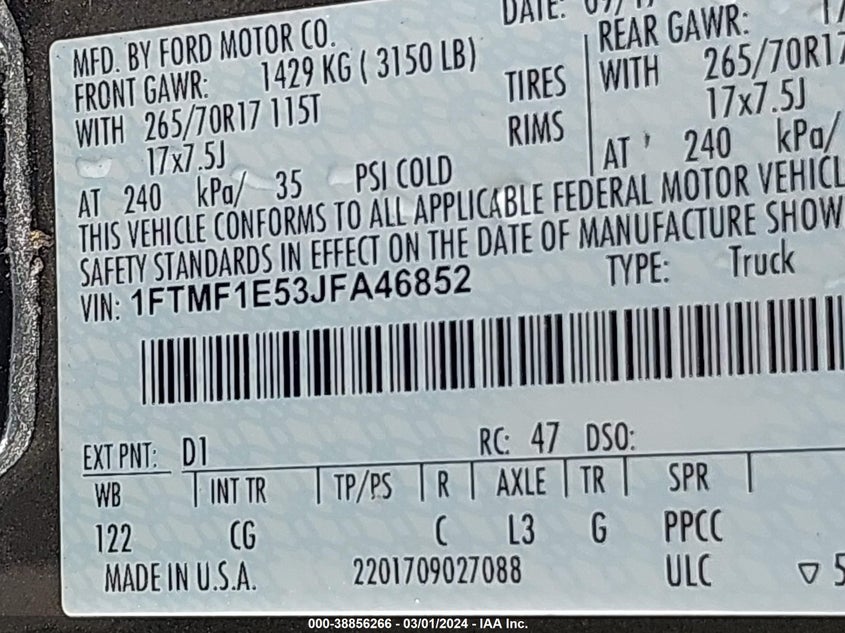 DATE: 09/17
MFD. BY FORD MOTOR CO.
FRONT GAWR: 1429 KG ( 3150 LB)
REAR GAWR:
WITH 265/70R17 115T TIRES WITH 265/70R17
17x7.5J RIMS 17x7.5J
AT 240 kPa/ 35 PSI COLD AT 240 kPa/
THIS VEHICLE CONFORMS TO ALL APPLICABLE FEDERAL MOTOR VEHICL
SAFETY STANDARDS IN EFFECT ON THE DATE OF MANUFACTURE SHOW
VIN: 1FTMF1E53JFA46852 TYPE: Truck
EXT PNT: D1 RC: 47 DSO:
WB INT TR TP/PS R AXLE TR SPR
122 CG C L3 G PPCC
MADE IN U.S.A. 2201709027088 ULC ▽ 5
000-38856266 - 03/01/2024 - IAA Inc.